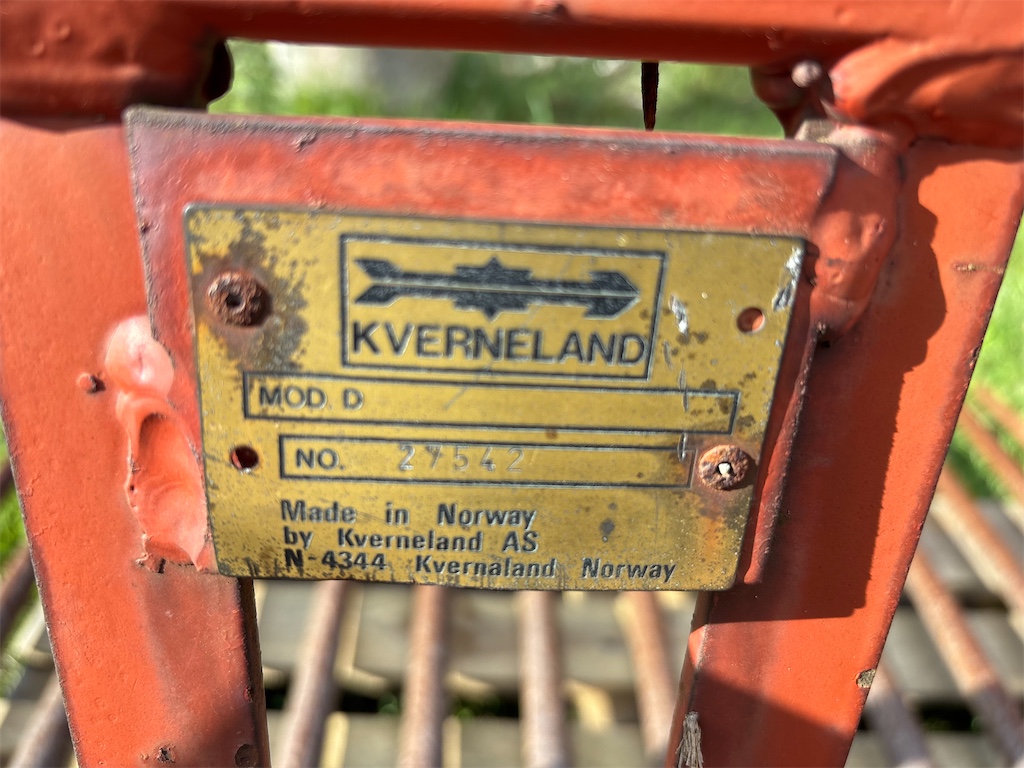 KVERNELAND
MOD. D
NO. 27542
Made in Norway
by Kverneland AS
N-4344 Kvernaland Norway